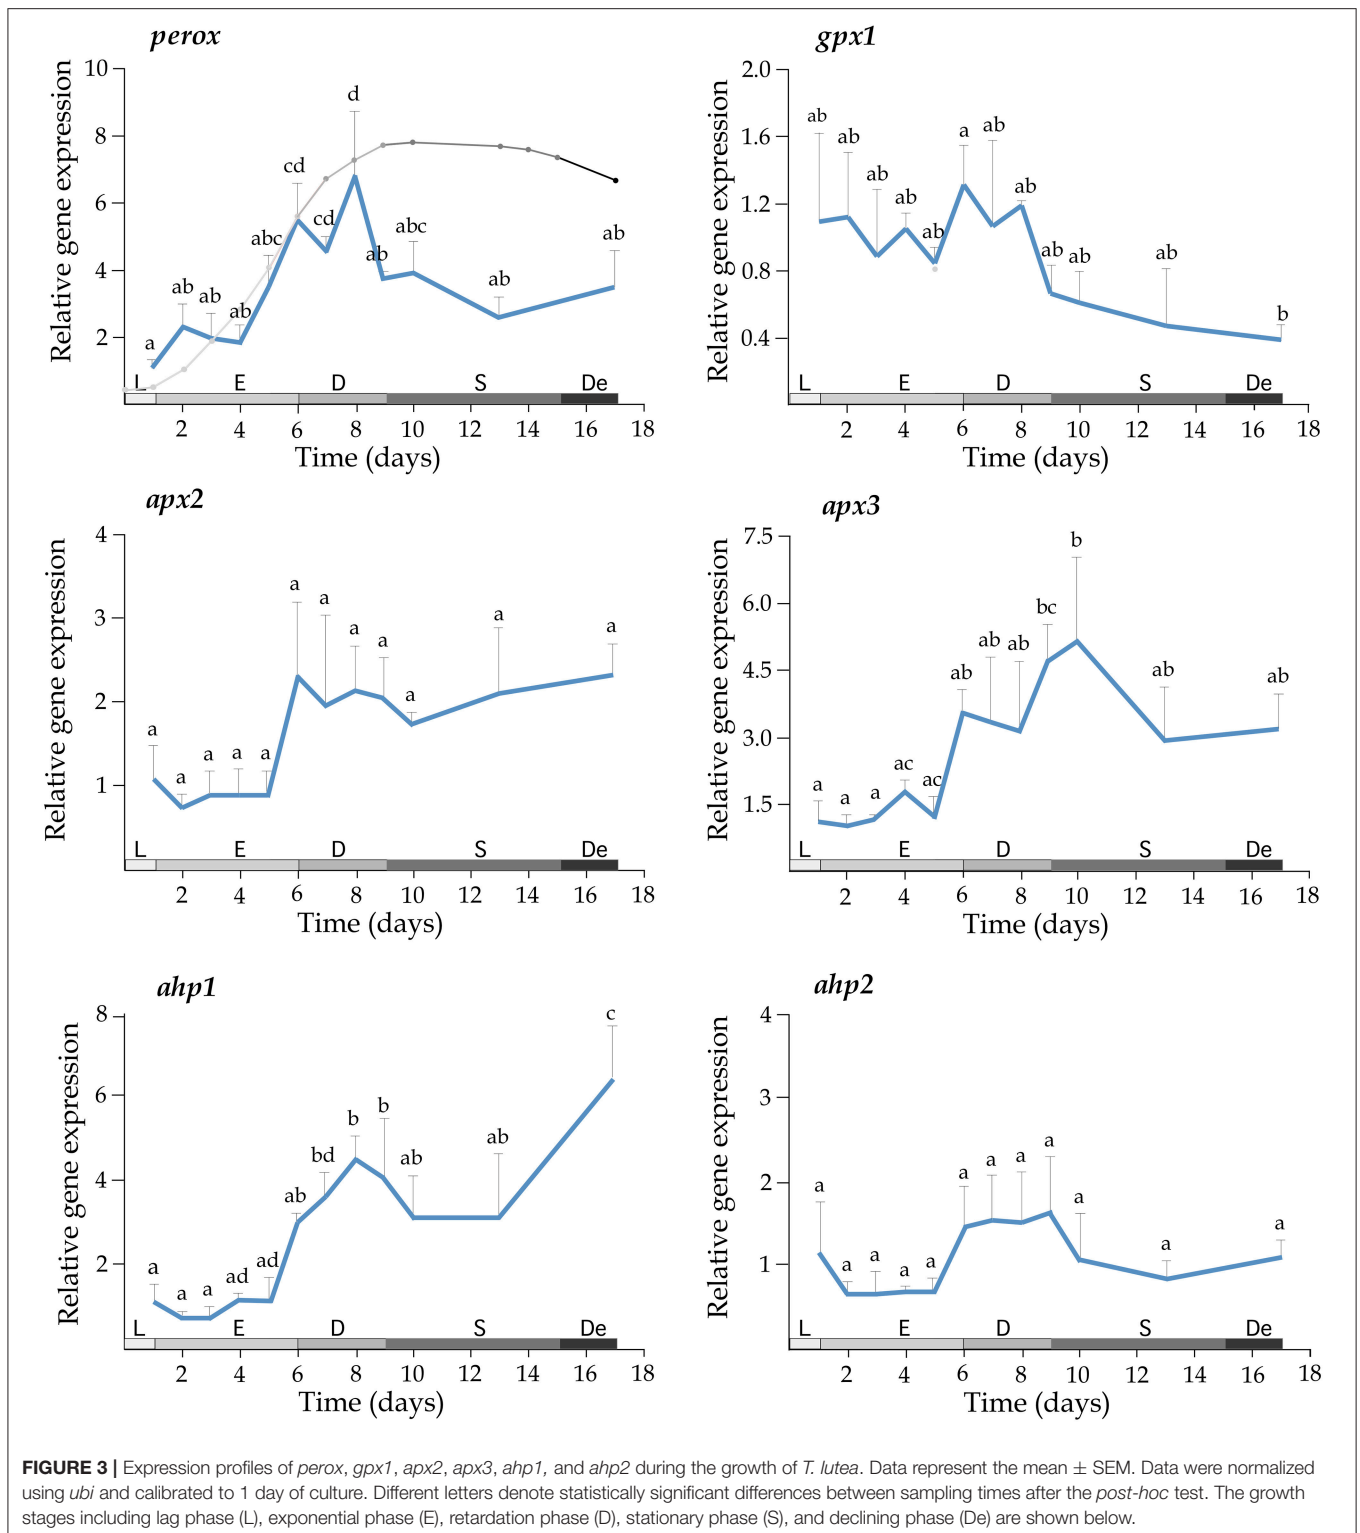 perox
gpx1
Relative gene expression
10
8
6
4
2
a
ab
ab
ab
abc
cd
cd
d
ab
abc
ab
ab
L E D S De
2 4 6 8 10 12 14 16 18
Time (days)
Relative gene expression
2.0
1.6
1.2
0.8
0.4
ab
ab
ab
ab
ab
a
ab
ab
ab
ab
ab
b
L E D S De
2 4 6 8 10 12 14 16 18
Time (days)
apx2
apx3
Relative gene expression
4
3
2
1
a
a
a
a
a
a
a
a
a
a
a
a
L E D S De
2 4 6 8 10 12 14 16 18
Time (days)
Relative gene expression
7.5
6.0
4.5
3.0
1.5
a
a
a
ac
ac
ab
ab
ab
bc
b
ab
ab
L E D S De
2 4 6 8 10 12 14 16 18
Time (days)
ahp1
ahp2
Relative gene expression
8
6
4
2
a
a
a
ad
ad
ab
bd
b
b
ab
ab
c
L E D S De
2 4 6 8 10 12 14 16 18
Time (days)
Relative gene expression
4
3
2
1
a
a
a
a
a
a
a
a
a
a
a
a
L E D S De
2 4 6 8 10 12 14 16 18
Time (days)
FIGURE 3 | Expression profiles of perox, gpx1, apx2, apx3, ahp1, and ahp2 during the growth of T. lutea. Data represent the mean ± SEM. Data were normalized
using ubi and calibrated to 1 day of culture. Different letters denote statistically significant differences between sampling times after the post-hoc test. The growth
stages including lag phase (L), exponential phase (E), retardation phase (D), stationary phase (S), and declining phase (De) are shown below.